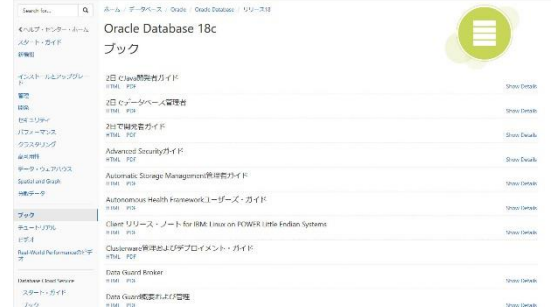 Search for...
ホーム / データベース / Oracle / Oracle Database / リリース18
<ヘルプ・センター・ホーム
スタート・ガイド
新機能
インストールとアップグレード
管理
開発
セキュリティ
パフォーマンス
クラスタリング
高可用性
データ・ウェアハウス
Spatial and Graph
分散データ
ブック
チュートリアル
ビデオ
Real-World Performanceのビデオ
Database Cloud Service
スタート・ガイド
ブック
Oracle Database 18c
ブック
2日でJava開発者ガイド
HTML PDF
Show Details
2日でデータベース管理者
HTML PDF
Show Details
2日で開発者ガイド
HTML PDF
Show Details
Advanced Securityガイド
HTML PDF
Show Details
Automatic Storage Management管理者ガイド
HTML PDF
Show Details
Autonomous Health Frameworkユーザーズ・ガイド
HTML PDF
Show Details
Client リリース・ノート for IBM: Linux on POWER Little Endian Systems
HTML PDF
Show Details
Clusterware管理およびデプロイメント・ガイド
HTML PDF
Show Details
Data Guard Broker
HTML PDF
Show Details
Data Guard概要および管理
HTML PDF
Show Details